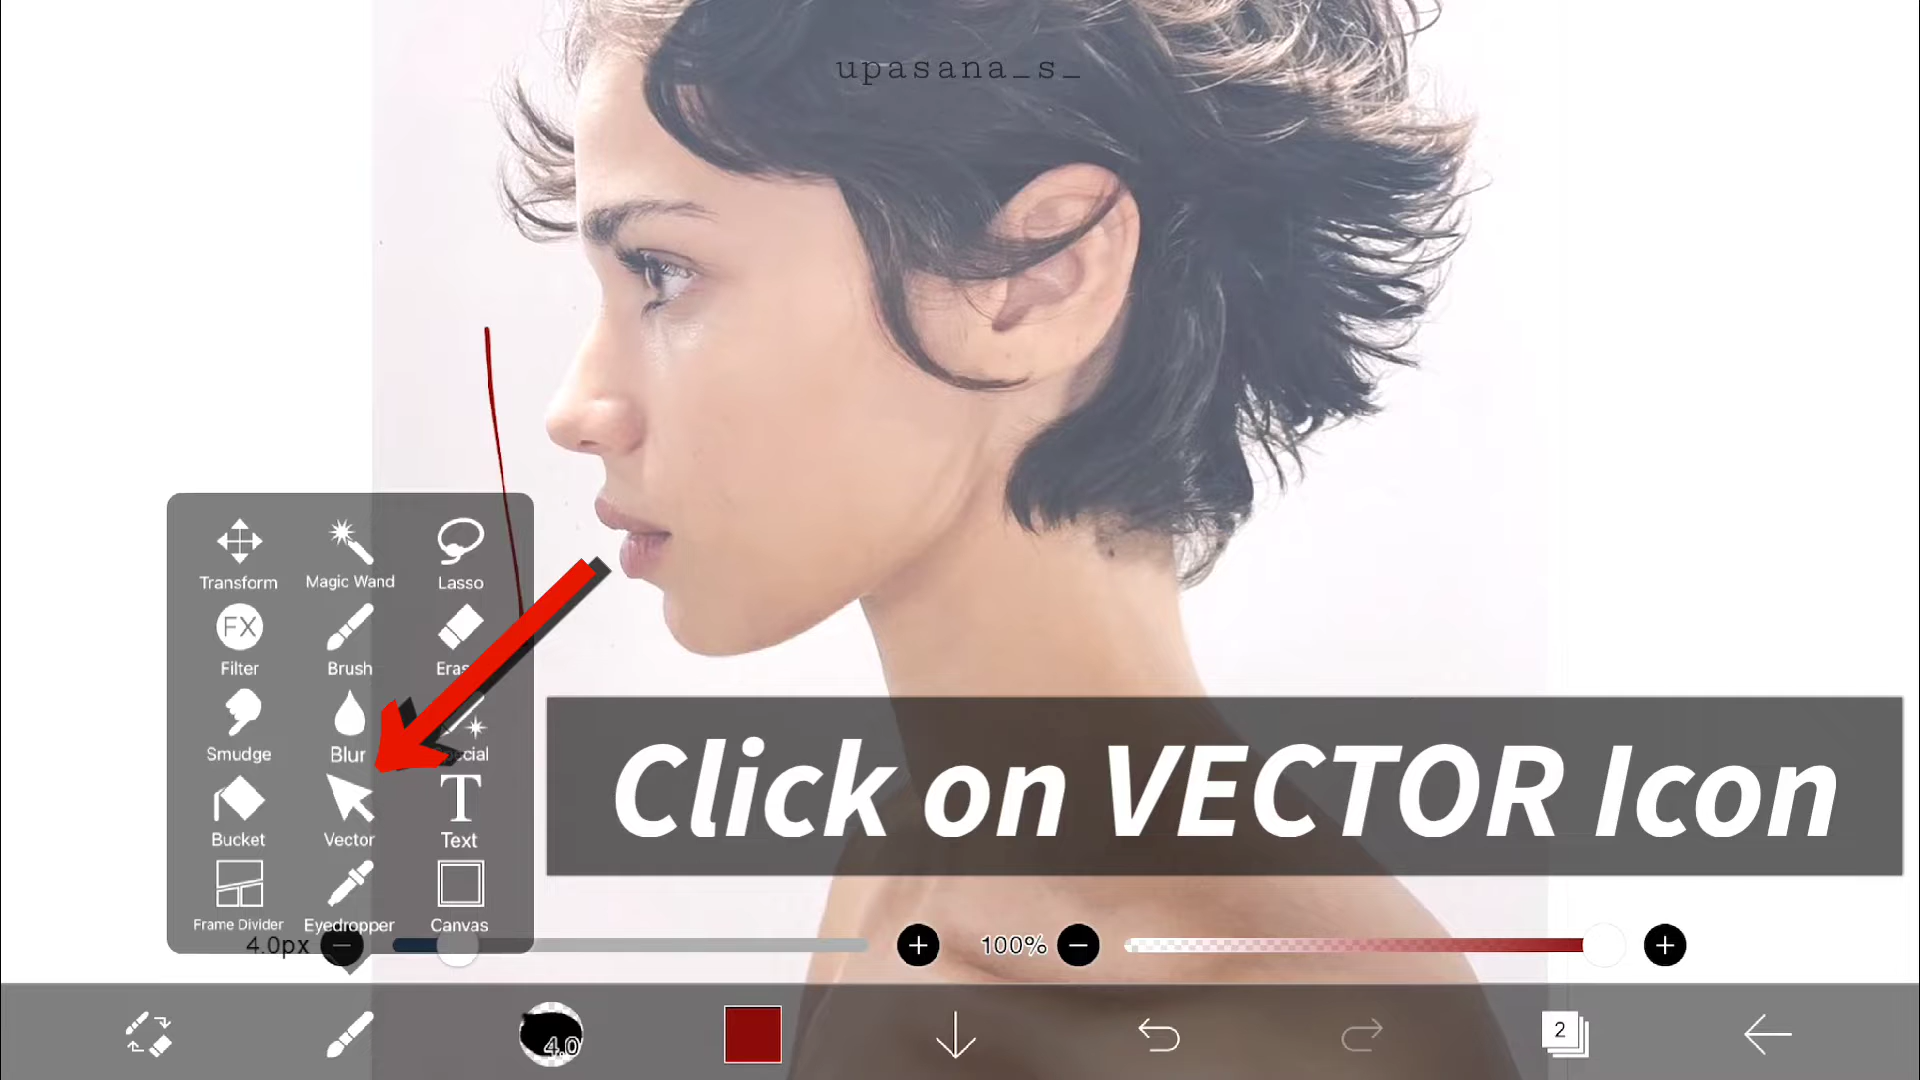 upasana_s_
Transform
Magic Wand
Lasso
FX
Filter
Brush
Smudge
Blur
Bucket
Vector
T
Text
Frame Divider
Eyedropper
Canvas
Click on VECTOR Icon
4.0px
100%
4.0
2